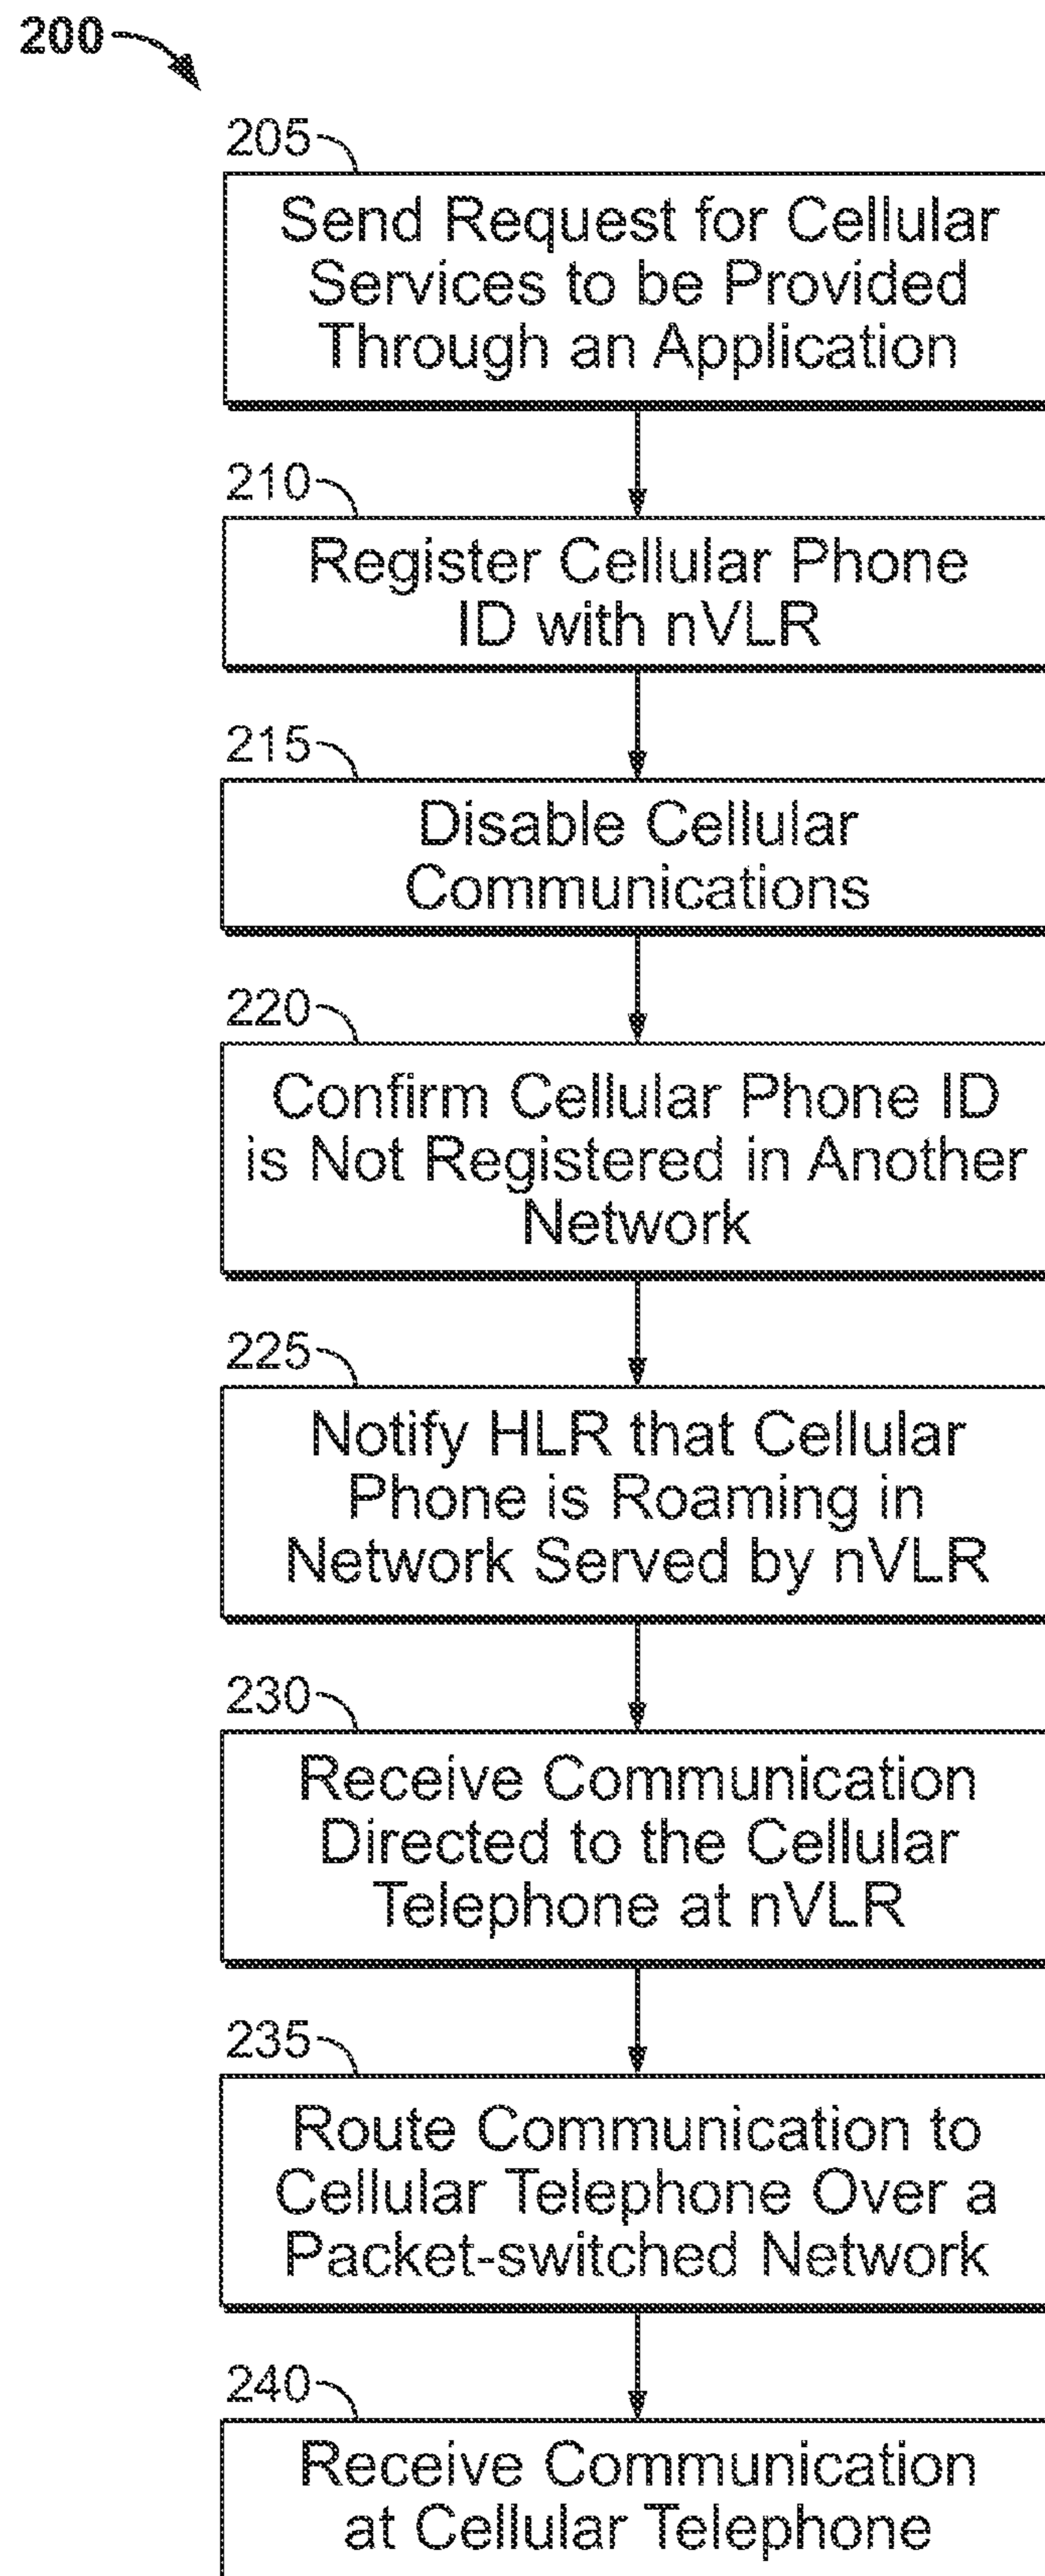 200
205
Send Request for Cellular
Services to be Provided
Through an Application
210
Register Cellular Phone
ID with nVLR
215
Disable Cellular
Communications
220
Confirm Cellular Phone ID
is Not Registered in Another
Network
225
Notify HLR that Cellular
Phone is Roaming in
Network Served by nVLR
230
Receive Communication
Directed to the Cellular
Telephone at nVLR
235
Route Communication to
Cellular Telephone Over a
Packet-switched Network
240
Receive Communication
at Cellular Telephone